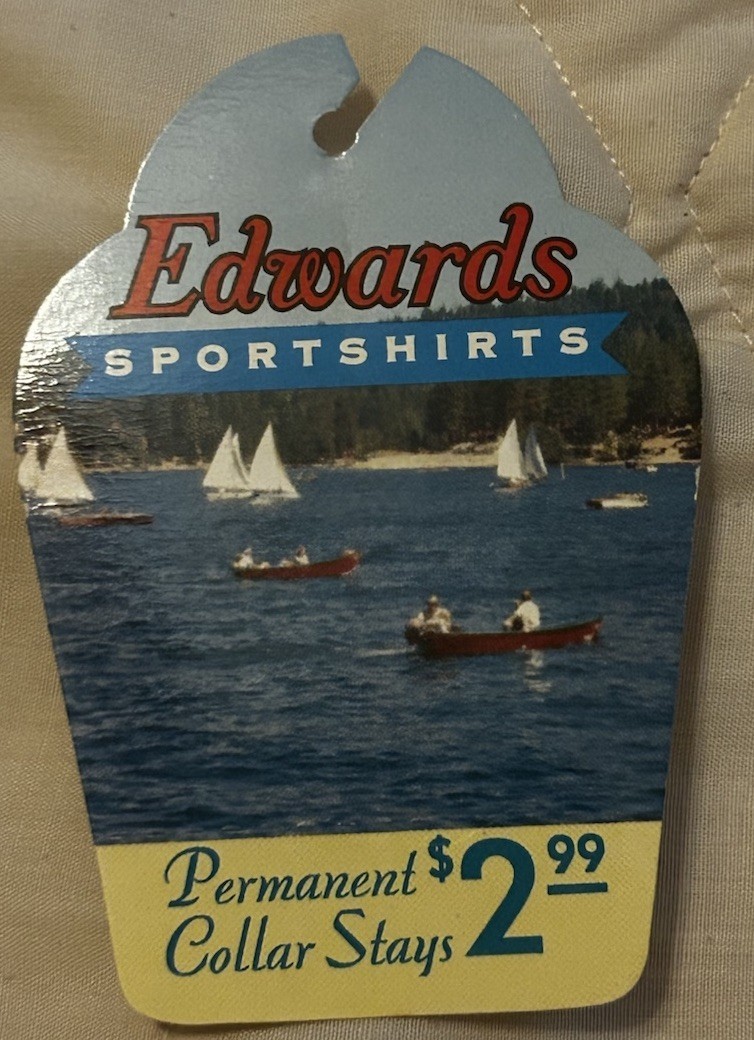 Edwards
SPORTSHIRTS
Permanent $2.99
Collar Stays